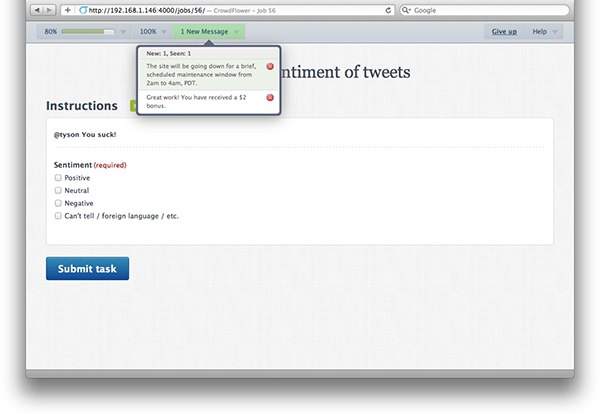 http://192.168.1.146:4000/jobs/56/ — CrowdFlower – Job 56
Google
80%
100%
1 New Message
Give up
Help
New: 1, Seen: 1
The site will be going down for a brief,
scheduled maintenance window from
2am to 4am, PDT.
Great work! You have received a $2
bonus.
ntiment of tweets
Instructions
@tyson You suck!
Sentiment (required)
Positive
Neutral
Negative
Can't tell / foreign language / etc.
Submit task